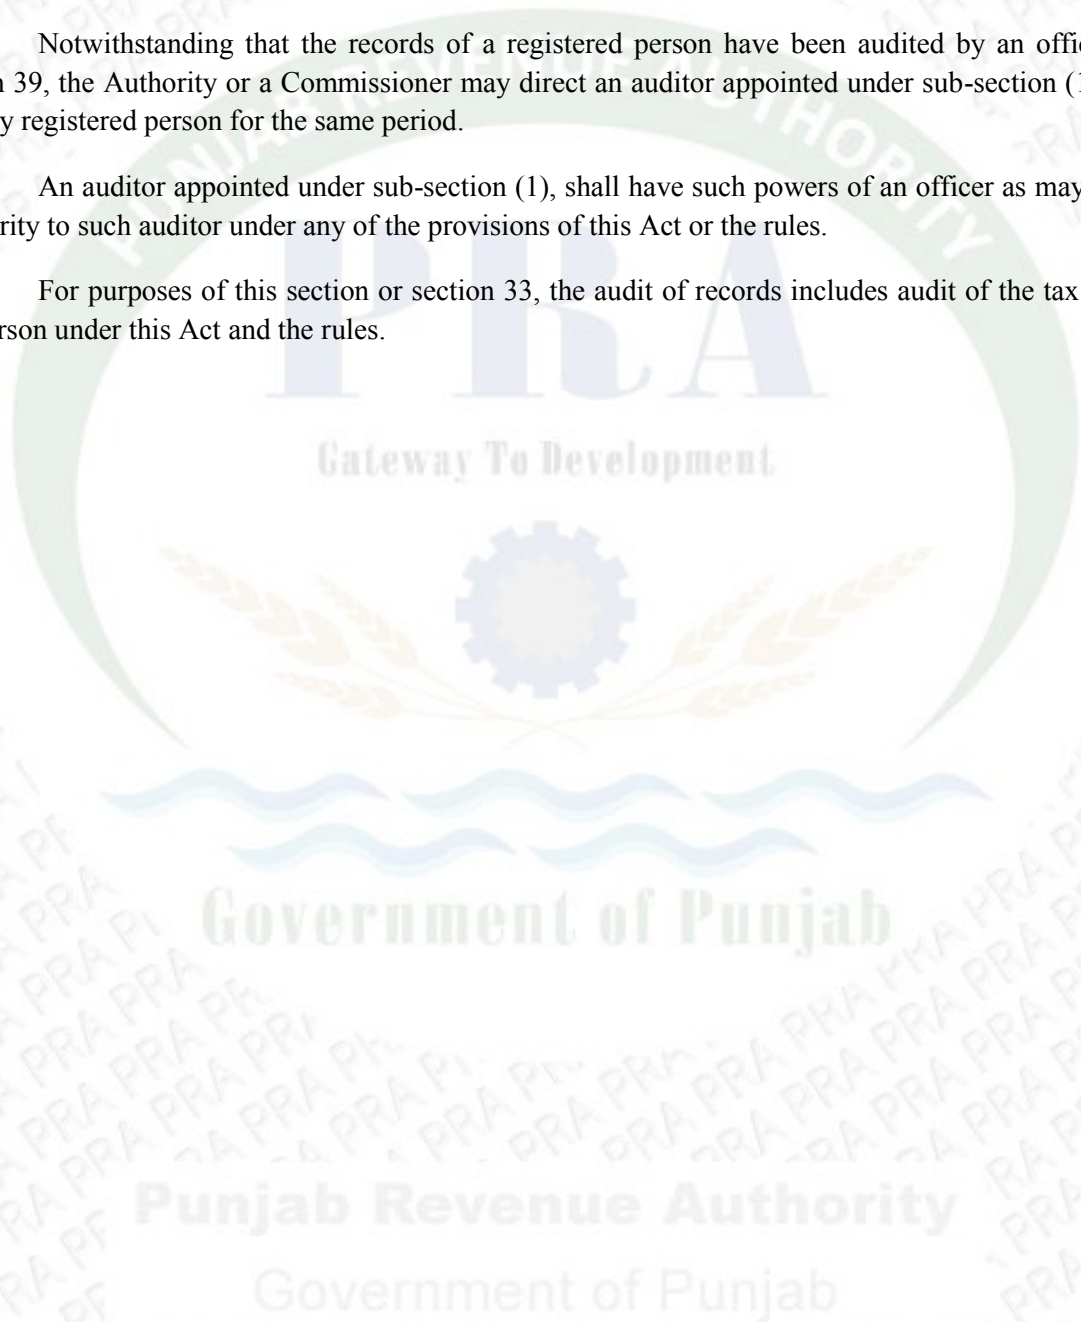 Notwithstanding that the records of a registered person have been audited by an offi
39, the Authority or a Commissioner may direct an auditor appointed under sub-section (1
y registered person for the same period.
An auditor appointed under sub-section (1), shall have such powers of an officer as may
rity to such auditor under any of the provisions of this Act or the rules.
For purposes of this section or section 33, the audit of records includes audit of the tax
rson under this Act and the rules.
PUNJAB REVENUE AUTHORITY
PRA
Gateway To Development
Government of Punjab
Punjab Revenue Authority
Government of Punjab